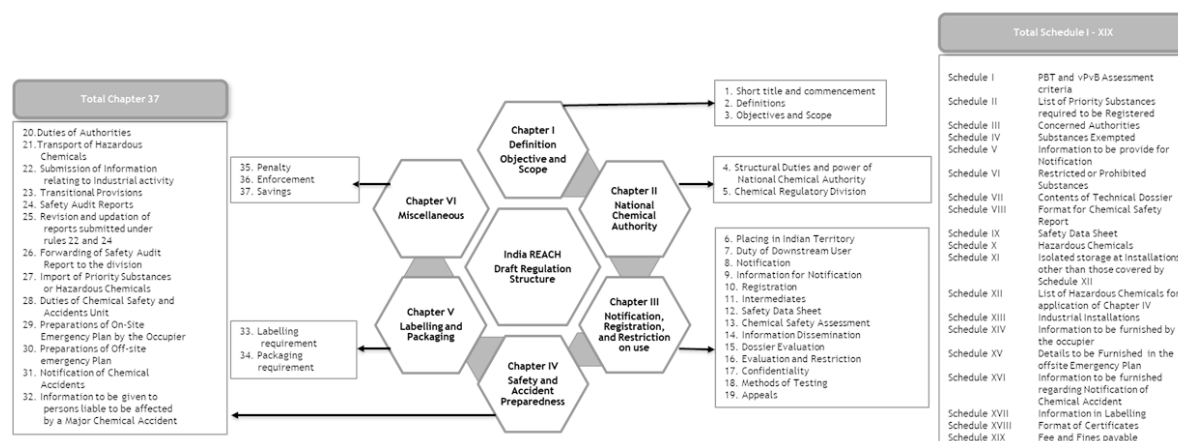 Total Chapter 37
20.Duties of Authorities
21.Transport of Hazardous
Chemicals
22. Submission of Information
relating to Industrial activity
23. Transitional Provisions
24. Safety Audit Reports
25. Revision and updation of
reports submitted under
rules 22 and 24
26. Forwarding of Safety Audit
Report to the division
27. Import of Priority Substances
or Hazardous Chemicals
28. Duties of Chemical Safety and
Accidents Unit
29. Preparations of On-Site
Emergency Plan by the Occupier
30. Preparations of Off-site
emergency Plan
31. Notification of Chemical
Accidents
32. Information to be given to
persons liable to be affected
by a Major Chemical Accident
35. Penalty
36. Enforcement
37. Savings
33. Labelling
requirement
34. Packaging
requirement
Chapter I
Definition
Objective and
Scope
Chapter VI
Miscellaneous
Chapter II
National
Chemical
Authority
India REACH
Draft Regulation
Structure
Chapter V
Labelling and
Packaging
Chapter III
Notification,
Registration,
and Restriction
on use
Chapter IV
Safety and
Accident
Preparedness
1. Short title and commencement
2. Definitions
3. Objectives and Scope
4. Structural Duties and power of
National Chemical Authority
5. Chemical Regulatory Division
6. Placing in Indian Territory
7. Duty of Downstream User
8. Notification
9. Information for Notification
10. Registration
11. Intermediates
12. Safety Data Sheet
13. Chemical Safety Assessment
14. Information Dissemination
15. Dossier Evaluation
16. Evaluation and Restriction
17. Confidentiality
18. Methods of Testing
19. Appeals
Total Schedule I - XIX
Schedule I PBT and vPvB Assessment
criteria
Schedule II List of Priority Substances
required to be Registered
Schedule III Concerned Authorities
Schedule IV Substances Exempted
Schedule V Information to be provide for
Notification
Schedule VI Restricted or Prohibited
Substances
Schedule VII Contents of Technical Dossier
Schedule VIII Format for Chemical Safety
Report
Schedule IX Safety Data Sheet
Schedule X Hazardous Chemicals
Schedule XI Isolated storage at Installations
other than those covered by
Schedule XII
Schedule XII List of Hazardous Chemicals for
application of Chapter IV
Schedule XIII Industrial Installations
Schedule XIV Information to be furnished by
the occupier
Schedule XV Details to be Furnished in the
offsite Emergency Plan
Schedule XVI Information to be furnished
regarding Notification of
Chemical Accident
Schedule XVII Information in Labelling
Schedule XVIII Format of Certificates
Schedule XIX Fee and Fines payable